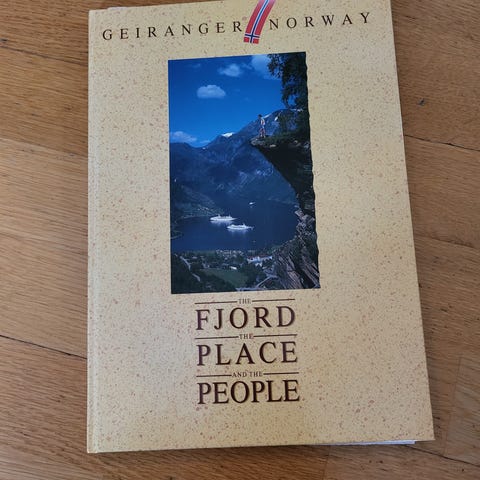 GEIRANGER NORWAY
THE
FJORD
THE
PLACE
AND THE
PEOPLE